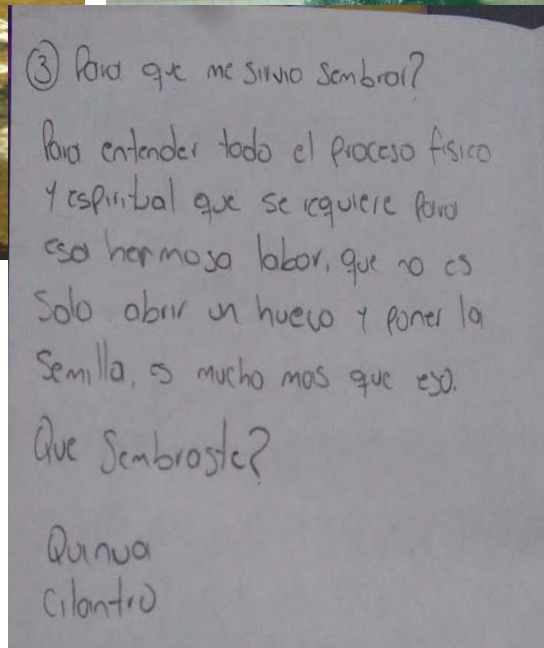 ③ Para que me sirvio sembrar?
Para entender todo el proceso fisico
y espiritual que se requiere para
esa hermosa labor, que no es
solo abrir un hueco y poner la
semilla, es mucho mas que eso.
Que Sembraste?
Quinua
Cilantro